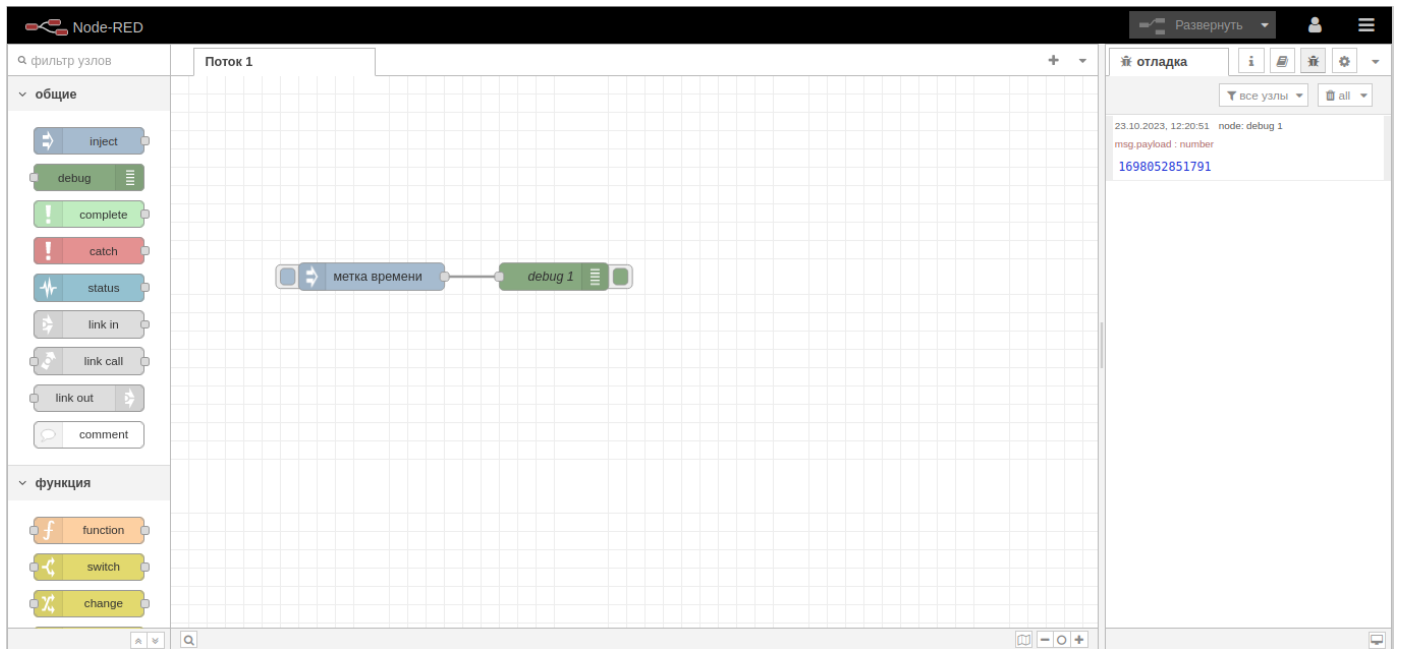 Node-RED
Развернуть
фильтр узлов
Поток 1
отладка
i
общие
все узлы
all
inject
debug
complete
catch
status
link in
link call
link out
comment
23.10.2023, 12:20:51 node: debug 1
msg.payload : number
1698052851791
метка времени
debug 1
функция
function
switch
change